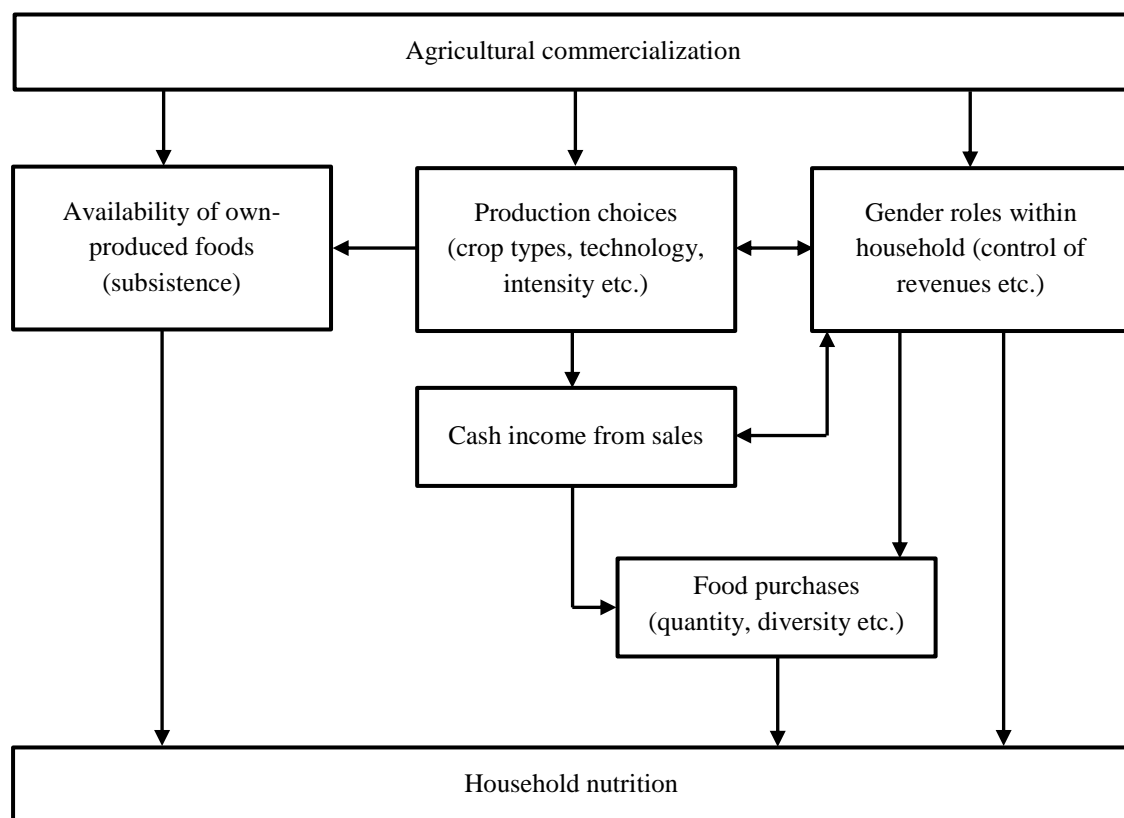 Agricultural commercialization
Availability of own-
produced foods
(subsistence)
Production choices
(crop types, technology,
intensity etc.)
Gender roles within
household (control of
revenues etc.)
Cash income from sales
Food purchases
(quantity, diversity etc.)
Household nutrition